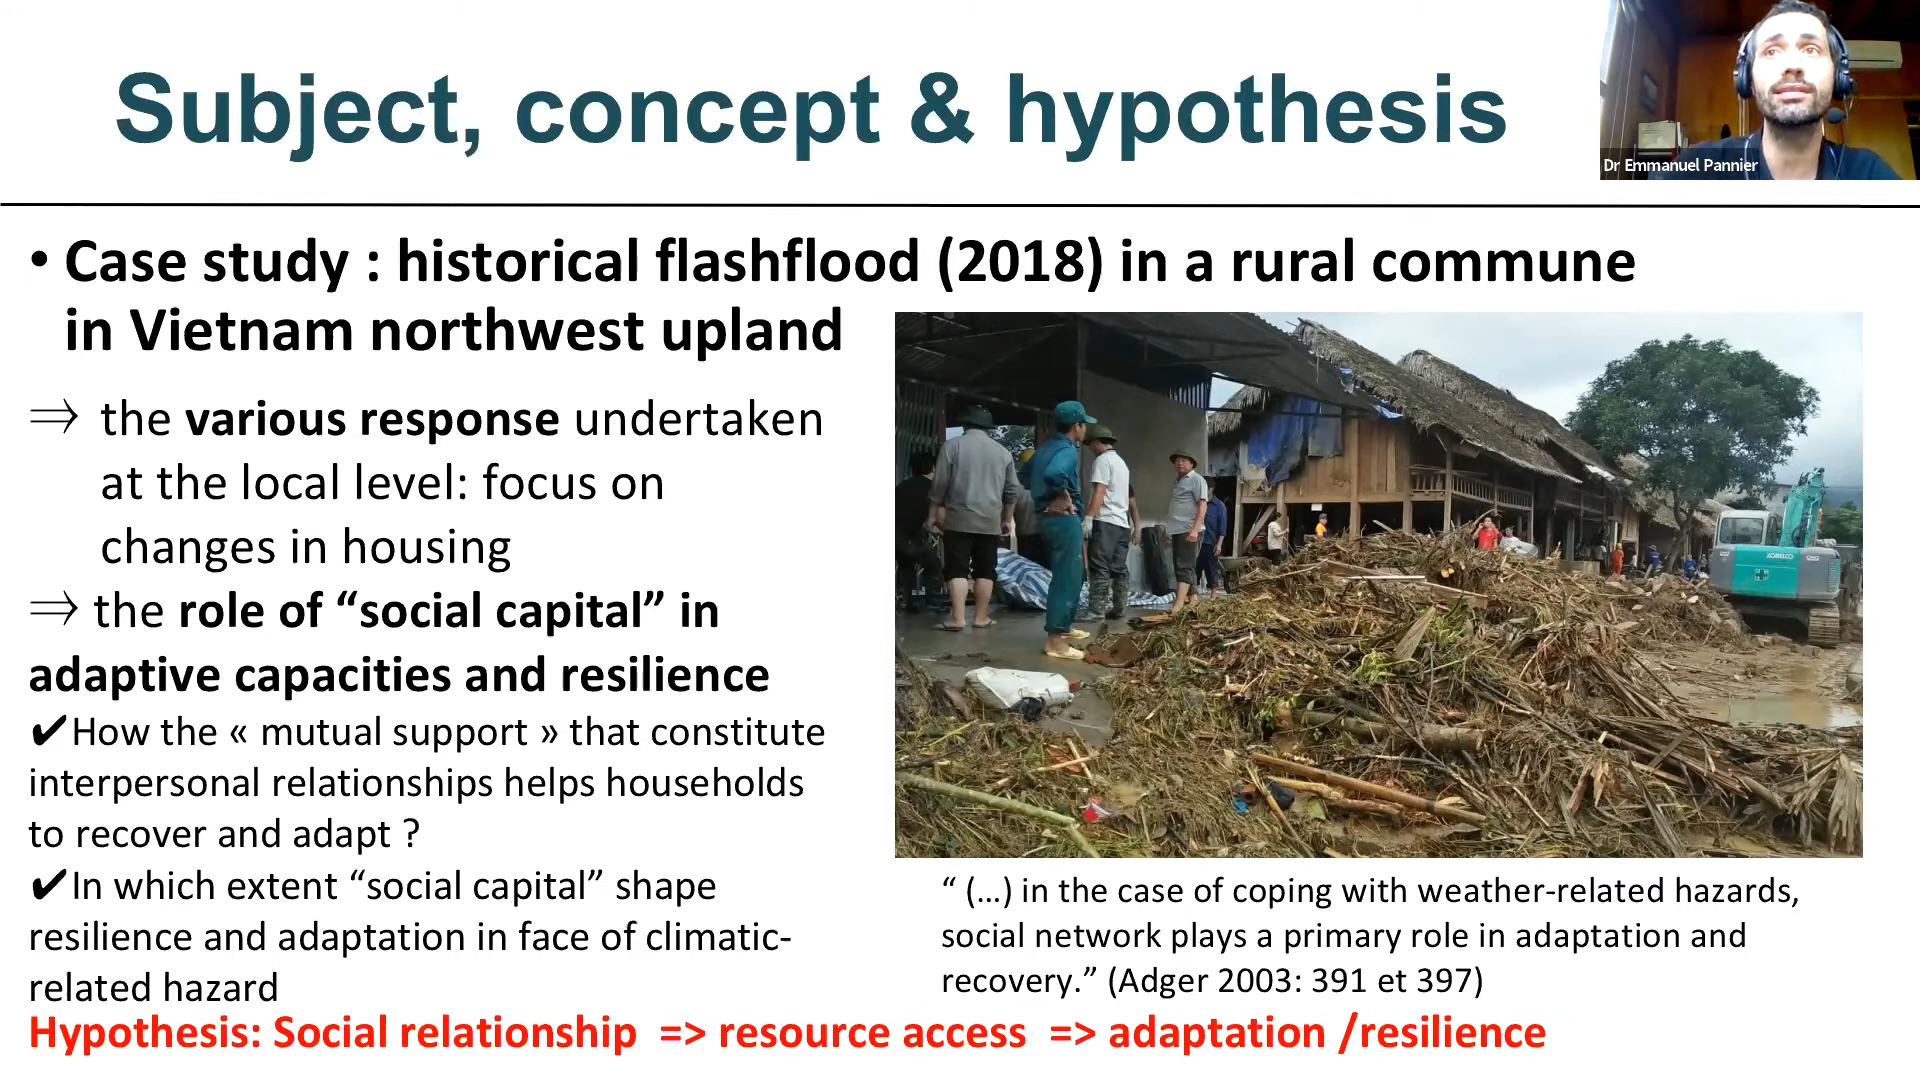 Subject, concept & hypothesis
Dr Emmanuel Pannier
• Case study : historical flashflood (2018) in a rural commune
in Vietnam northwest upland
⇒ the various response undertaken
at the local level: focus on
changes in housing
⇒ the role of “social capital” in
adaptive capacities and resilience
✔How the « mutual support » that constitute
interpersonal relationships helps households
to recover and adapt ?
✔In which extent “social capital” shape
resilience and adaptation in face of climatic-
related hazard
KOBELCO
“ (…) in the case of coping with weather-related hazards,
social network plays a primary role in adaptation and
recovery.” (Adger 2003: 391 et 397)
Hypothesis: Social relationship => resource access => adaptation /resilience